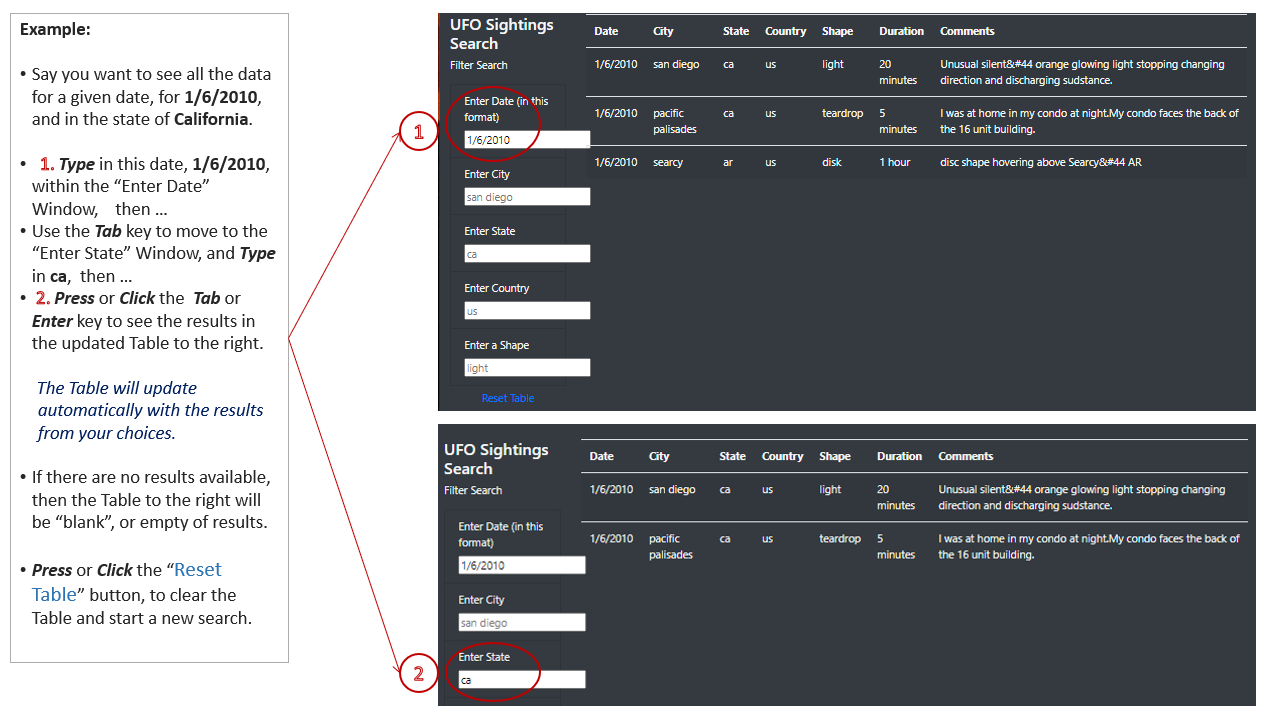 Example:
• Say you want to see all the data
for a given date, for 1/6/2010,
and in the state of California.
• 1. Type in this date, 1/6/2010,
within the “Enter Date”
Window, then …
• Use the Tab key to move to the
“Enter State” Window, and Type
in ca, then …
• 2. Press or Click the Tab or
Enter key to see the results in
the updated Table to the right.
The Table will update
automatically with the results
from your choices.
• If there are no results available,
then the Table to the right will
be “blank”, or empty of results.
• Press or Click the “Reset
Table” button, to clear the
Table and start a new search.
1
UFO Sightings
Search
Filter Search
Enter Date (in this
format)
1/6/2010
Enter City
san diego
Enter State
ca
Enter Country
us
Enter a Shape
light
Reset Table
Date City State Country Shape Duration Comments
1/6/2010 san diego ca us light 20 minutes Unusual silent&#44 orange glowing light stopping changing
direction and discharging sudstance.
1/6/2010 pacific palisades ca us teardrop 5 minutes I was at home in my condo at night.My condo faces the back of
the 16 unit building.
1/6/2010 searcy ar us disk 1 hour disc shape hovering above Searcy&#44 AR
2
UFO Sightings
Search
Filter Search
Enter Date (in this
format)
1/6/2010
Enter City
san diego
Enter State
ca
Date City State Country Shape Duration Comments
1/6/2010 san diego ca us light 20 minutes Unusual silent&#44 orange glowing light stopping changing
direction and discharging sudstance.
1/6/2010 pacific palisades ca us teardrop 5 minutes I was at home in my condo at night.My condo faces the back of
the 16 unit building.